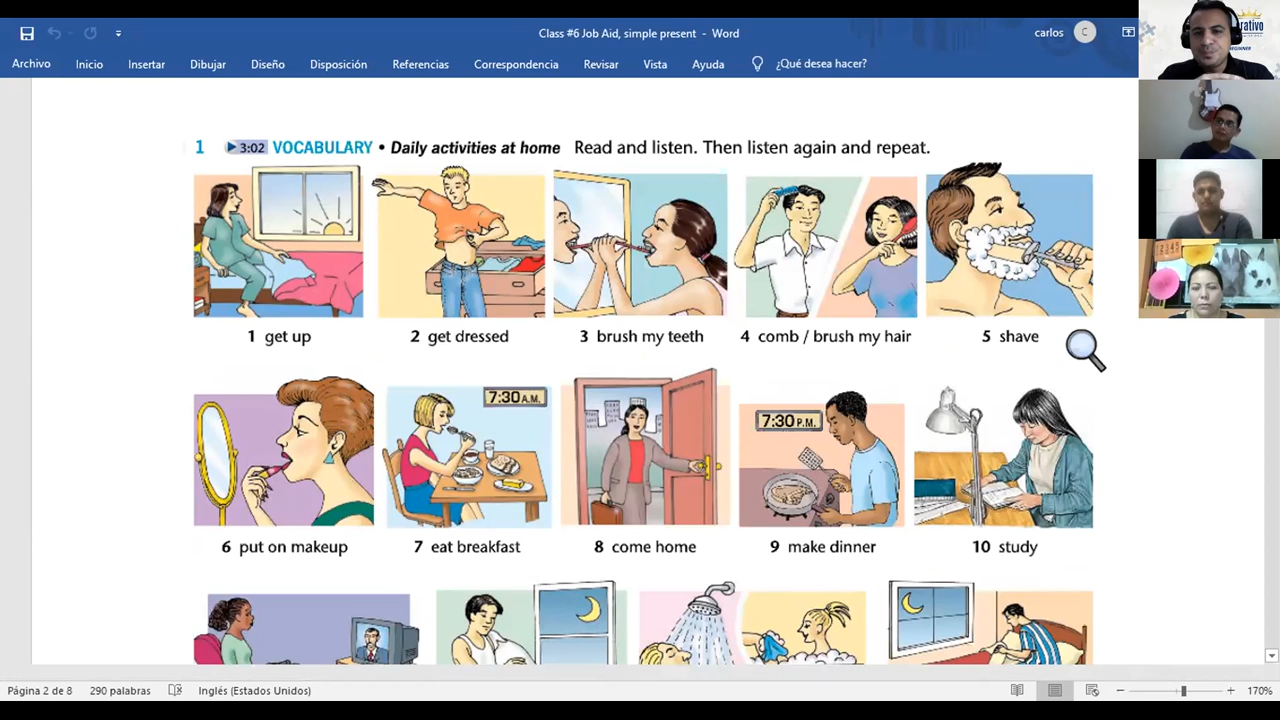 Class #6 Job Aid, simple present - Word
carlos
C
Archivo Inicio Insertar Dibujar Diseño Disposición Referencias Correspondencia Revisar Vista Ayuda ¿Qué desea hacer?
1 3:02 VOCABULARY • Daily activities at home Read and listen. Then listen again and repeat.
1 get up
2 get dressed
3 brush my teeth
4 comb / brush my hair
5 shave
7:30 A.M.
7:30 P.M.
6 put on makeup
7 eat breakfast
8 come home
9 make dinner
10 study
Página 2 de 8 290 palabras Inglés (Estados Unidos) 170%